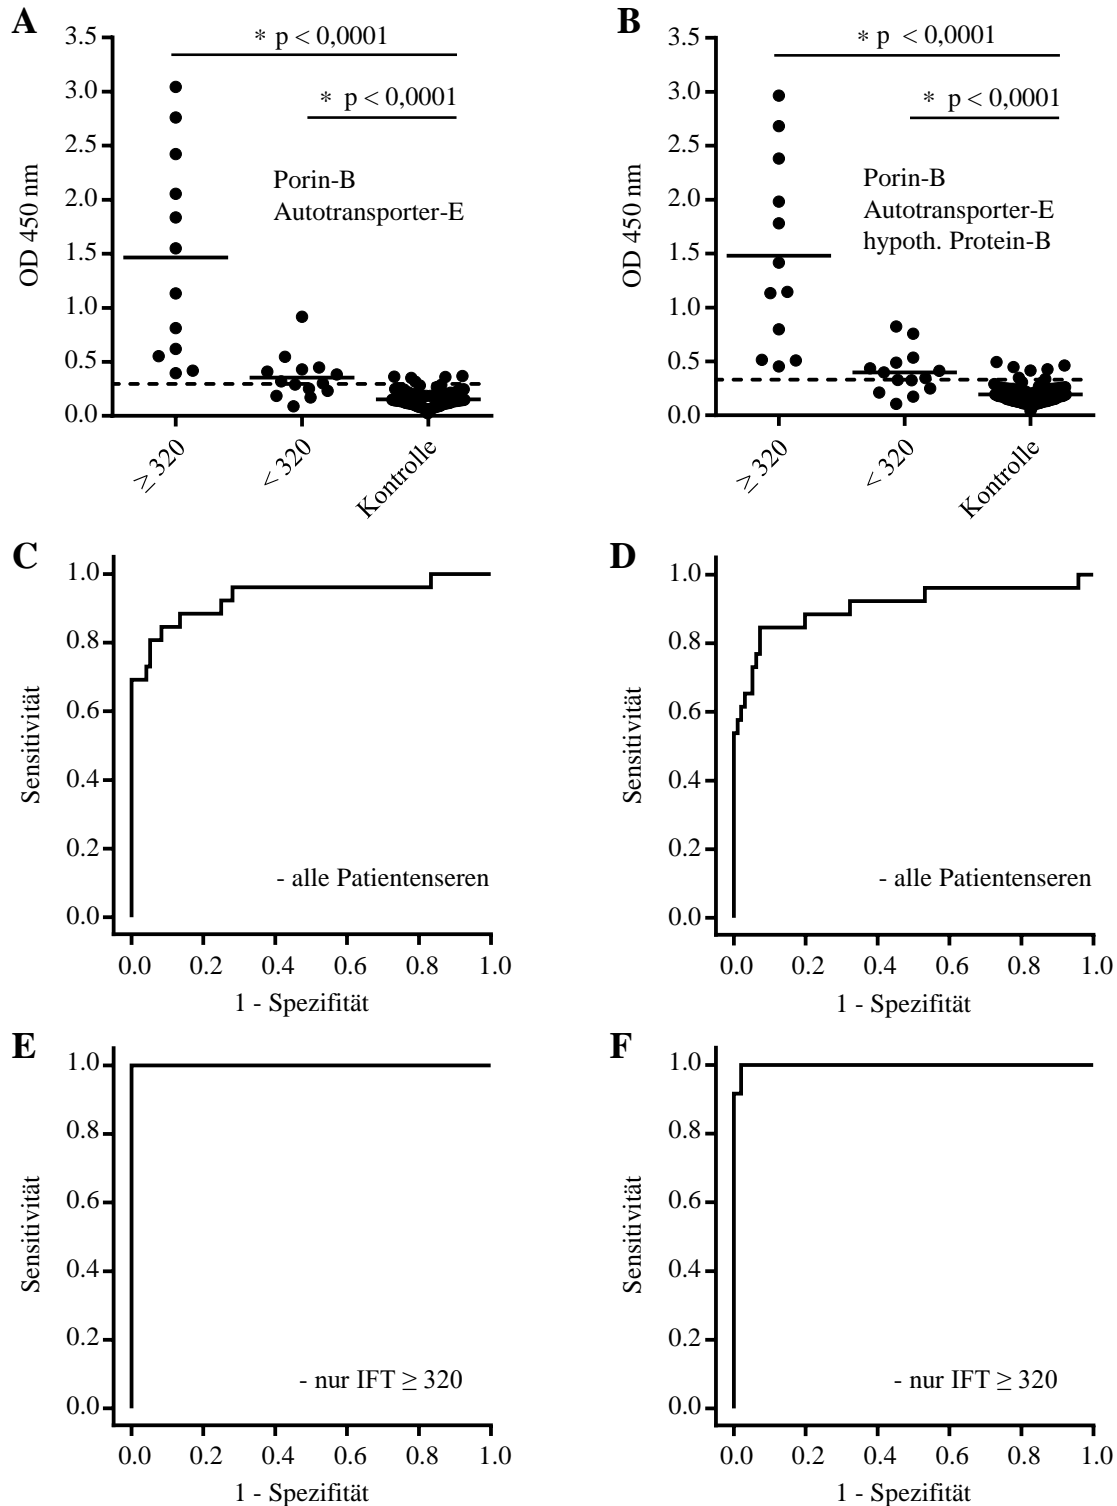 A
* p < 0,0001
* p < 0,0001
Porin-B
Autotransporter-E
OD 450 nm
3.5
3.0
2.5
2.0
1.5
1.0
0.5
0.0
≥ 320
< 320
Kontrolle
B
* p < 0,0001
* p < 0,0001
Porin-B
Autotransporter-E
hypoth. Protein-B
OD 450 nm
3.5
3.0
2.5
2.0
1.5
1.0
0.5
0.0
≥ 320
< 320
Kontrolle
C
Sensitivität
1.0
0.8
0.6
0.4
0.2
0.0
- alle Patientenseren
0.0 0.2 0.4 0.6 0.8 1.0
1 - Spezifität
D
Sensitivität
1.0
0.8
0.6
0.4
0.2
0.0
- alle Patientenseren
0.0 0.2 0.4 0.6 0.8 1.0
1 - Spezifität
E
Sensitivität
1.0
0.8
0.6
0.4
0.2
0.0
- nur IFT ≥ 320
0.0 0.2 0.4 0.6 0.8 1.0
1 - Spezifität
F
Sensitivität
1.0
0.8
0.6
0.4
0.2
0.0
- nur IFT ≥ 320
0.0 0.2 0.4 0.6 0.8 1.0
1 - Spezifität